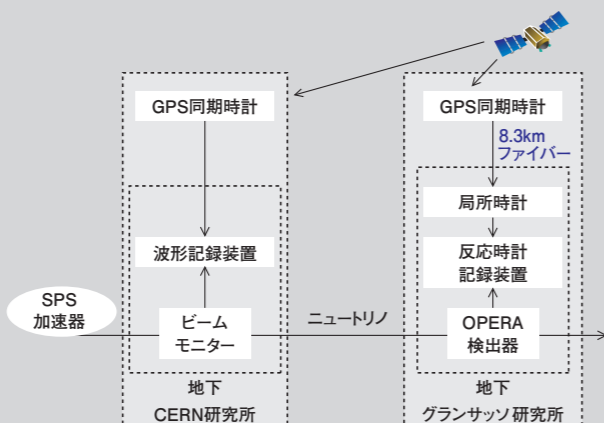 GPS同期時計
GPS同期時計
8.3km
ファイバー
局所時計
波形記録装置
反応時計
記録装置
SPS
加速器
ビーム
モニター
ニュートリノ
OPERA
検出器
地下
地下
CERN研究所
グランサッソ研究所